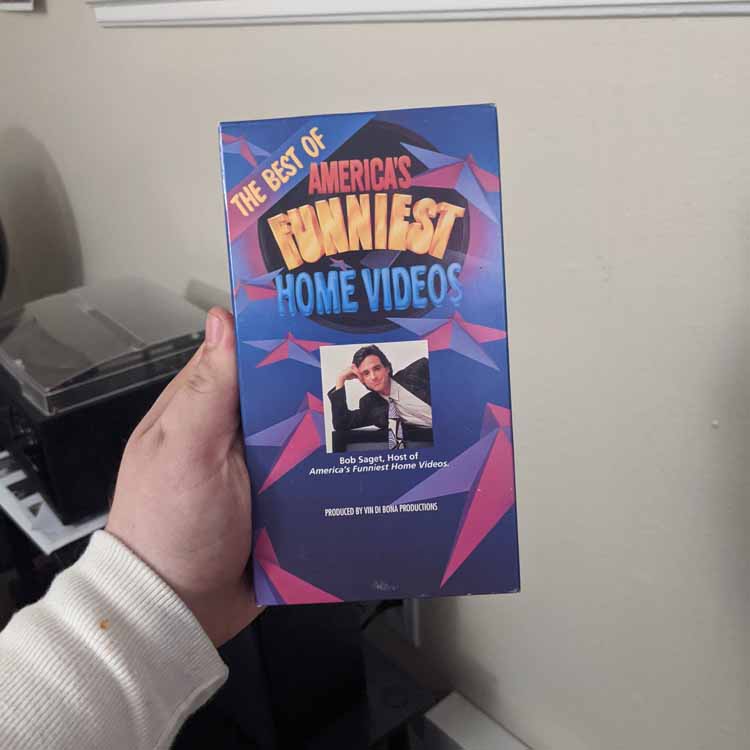 THE BEST OF
AMERICA'S
FUNNIEST
HOME VIDEOS
Bob Saget, Host of
America's Funniest Home Videos.
PRODUCED BY VIN DI BONA PRODUCTIONS